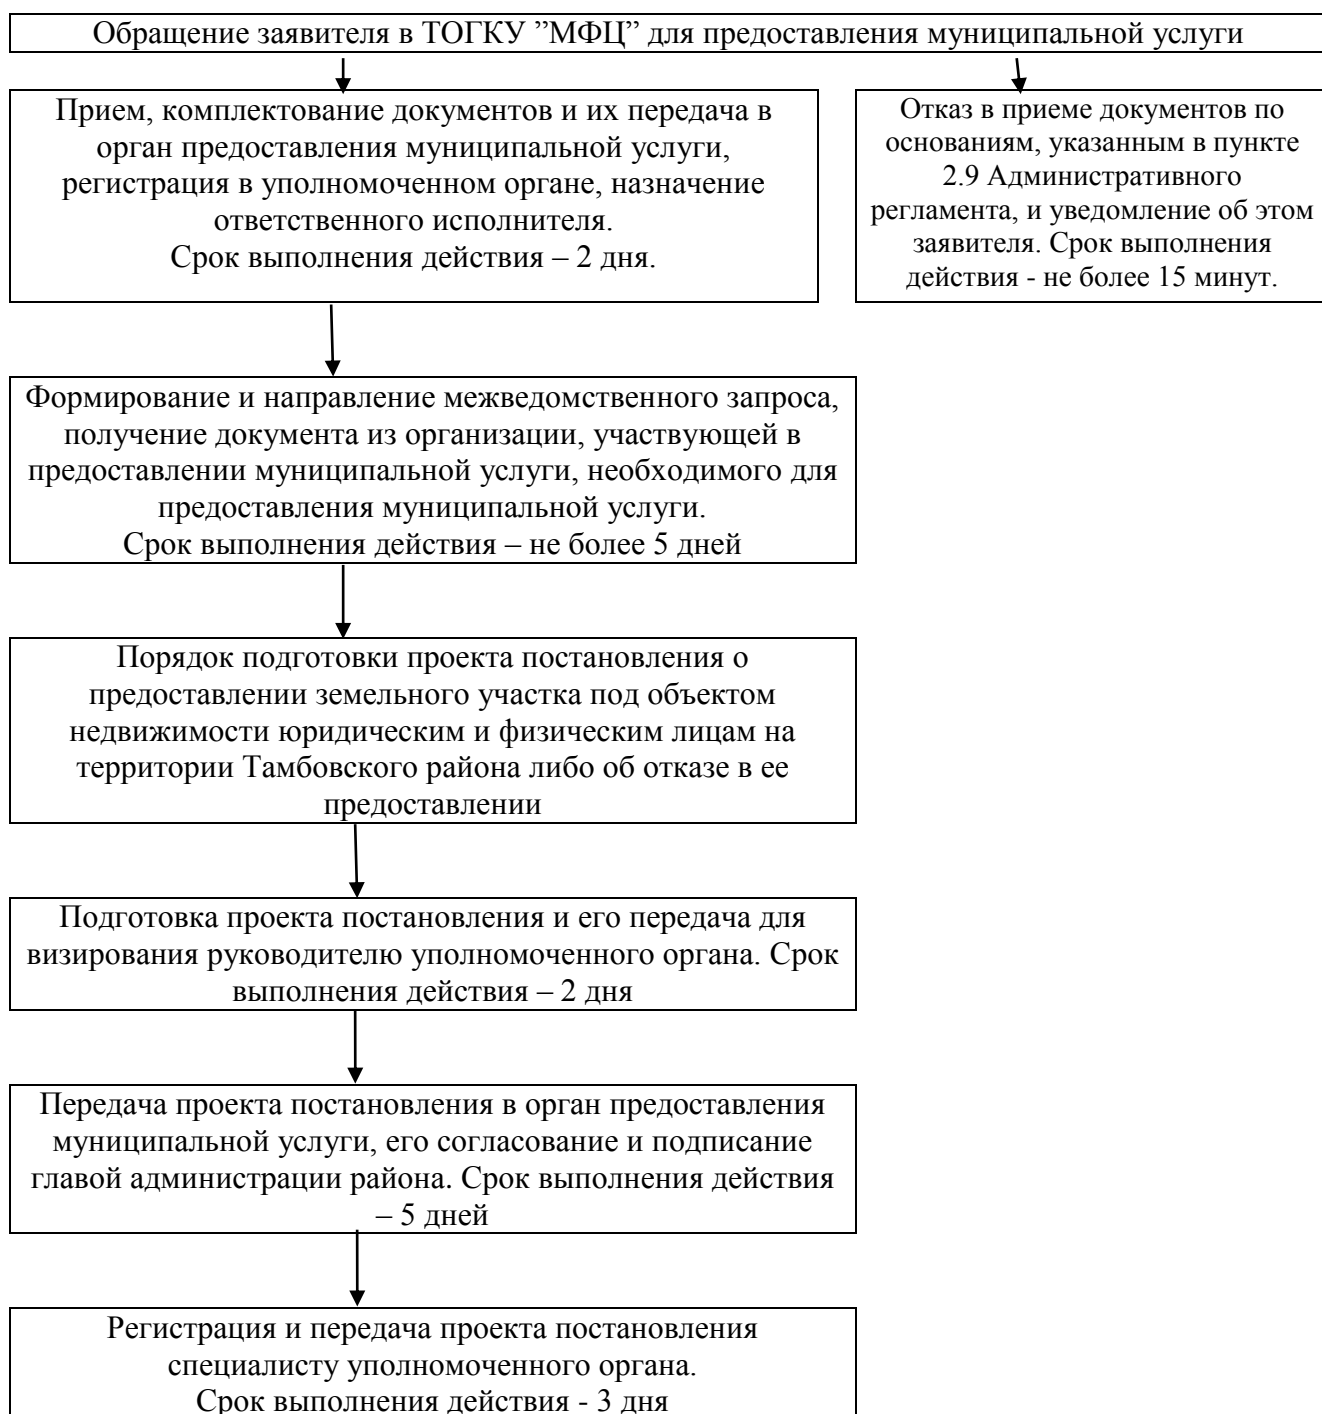 Обращение заявителя в ТОГКУ ”МФЦ” для предоставления муниципальной услуги
Прием, комплектование документов и их передача в
орган предоставления муниципальной услуги,
регистрация в уполномоченном органе, назначение
ответственного исполнителя.
Срок выполнения действия – 2 дня.
Отказ в приеме документов по
основаниям, указанным в пункте
2.9 Административного
регламента, и уведомление об этом
заявителя. Срок выполнения
действия - не более 15 минут.
Формирование и направление межведомственного запроса,
получение документа из организации, участвующей в
предоставлении муниципальной услуги, необходимого для
предоставления муниципальной услуги.
Срок выполнения действия – не более 5 дней
Порядок подготовки проекта постановления о
предоставлении земельного участка под объектом
недвижимости юридическим и физическим лицам на
территории Тамбовского района либо об отказе в ее
предоставлении
Подготовка проекта постановления и его передача для
визирования руководителю уполномоченного органа. Срок
выполнения действия – 2 дня
Передача проекта постановления в орган предоставления
муниципальной услуги, его согласование и подписание
главой администрации района. Срок выполнения действия
– 5 дней
Регистрация и передача проекта постановления
специалисту уполномоченного органа.
Срок выполнения действия - 3 дня